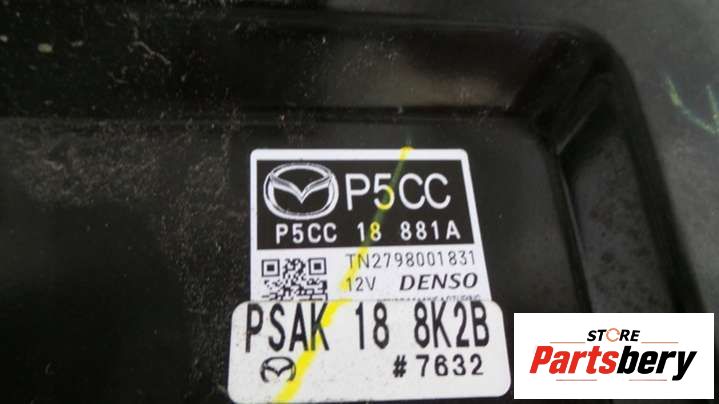 P5CC
P5CC 18 881A
TN2798001831
12V DENSO
PSAK 18 8K2B
#7632
STORE
Partsbery